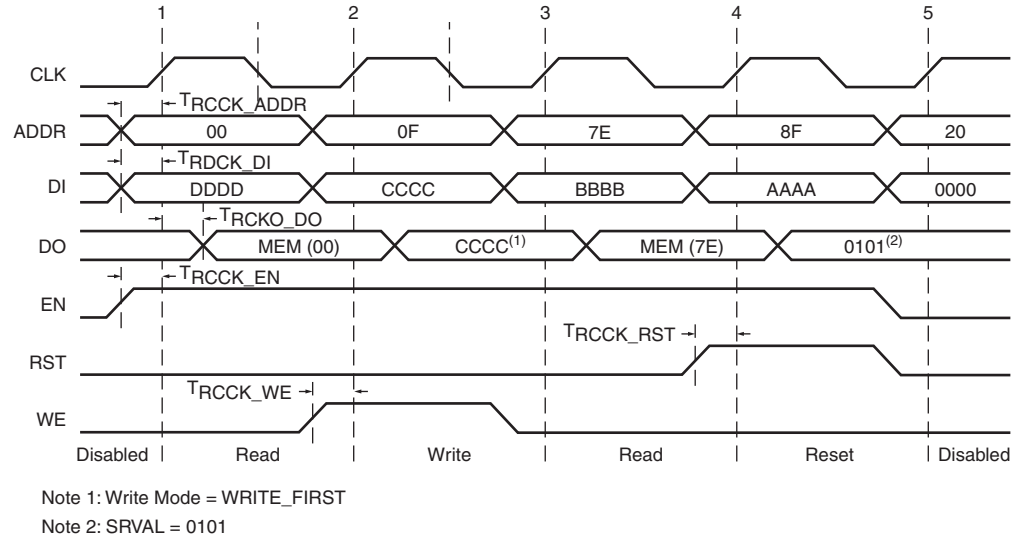 1 2 3 4 5
CLK
TRCCK_ADDR
ADDR 00 0F 7E 8F 20
TRDCK_DI
DI DDDD CCCC BBBB AAAA 0000
TRCKO_DO
DO MEM (00) CCCC(1) MEM (7E) 0101(2)
TRCCK_EN
EN
TRCCK_RST
RST
TRCCK_WE
WE
Disabled Read Write Read Reset Disabled
Note 1: Write Mode = WRITE_FIRST
Note 2: SRVAL = 0101